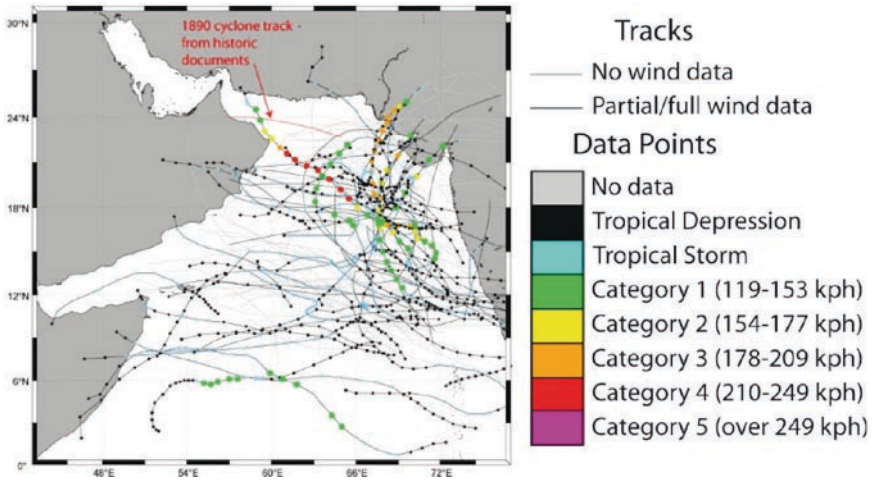 30°N
24°N
18°N
12°N
6°N
0°
48°E
54°E
60°E
66°E
72°E
1890 cyclone track
from historic
documents
Tracks
No wind data
Partial/full wind data
Data Points
No data
Tropical Depression
Tropical Storm
Category 1 (119-153 kph)
Category 2 (154-177 kph)
Category 3 (178-209 kph)
Category 4 (210-249 kph)
Category 5 (over 249 kph)